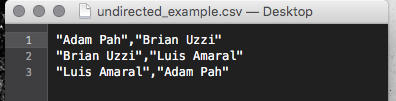 undirected_example.csv — Desktop
1 "Adam Pah","Brian Uzzi"
2 "Brian Uzzi","Luis Amaral"
3 "Luis Amaral","Adam Pah"